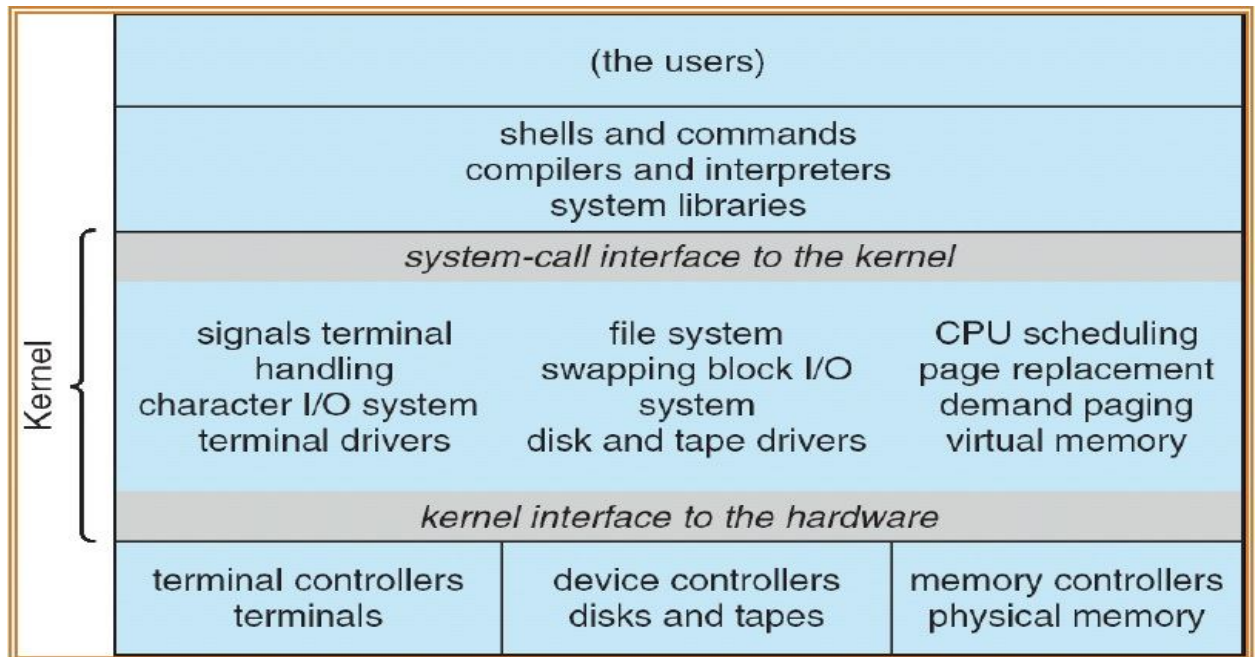 (the users)
shells and commands
compilers and interpreters
system libraries
Kernel
system-call interface to the kernel
signals terminal
handling
character I/O system
terminal drivers
file system
swapping block I/O
system
disk and tape drivers
CPU scheduling
page replacement
demand paging
virtual memory
kernel interface to the hardware
terminal controllers
terminals
device controllers
disks and tapes
memory controllers
physical memory